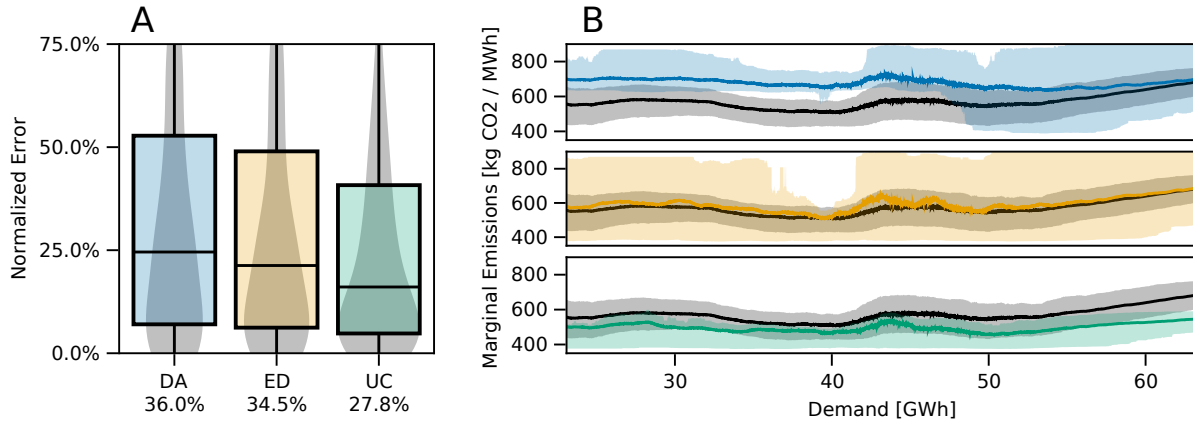 A
75.0%
50.0%
25.0%
0.0%
Normalized Error
DA
36.0%
ED
34.5%
UC
27.8%
B
Marginal Emissions [kg CO2 / MWh]
800
600
400
800
600
400
800
600
400
30
40
50
60
Demand [GWh]